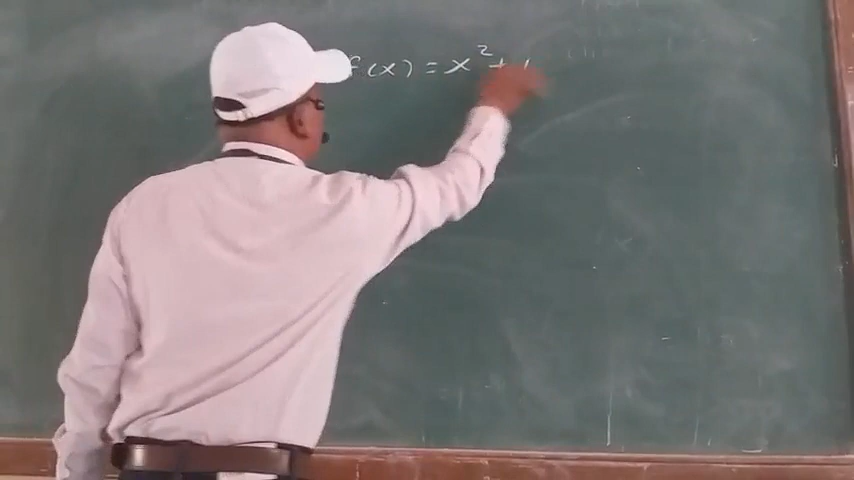 f(x) = x² +